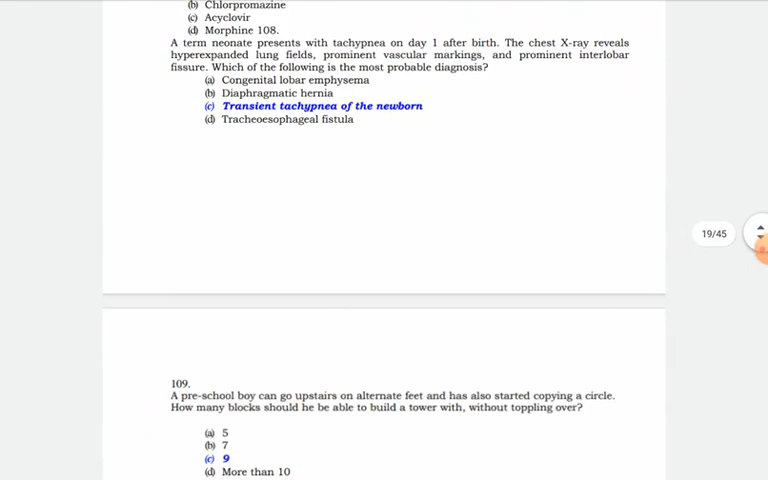 (b) Chlorpromazine
(c) Acyclovir
(d) Morphine 108.
A term neonate presents with tachypnea on day 1 after birth. The chest X-ray reveals
hyperexpanded lung fields, prominent vascular markings, and prominent interlobar
fissure. Which of the following is the most probable diagnosis?
(a) Congenital lobar emphysema
(b) Diaphragmatic hernia
(c) Transient tachypnea of the newborn
(d) Tracheoesophageal fistula
19/45
109.
A pre-school boy can go upstairs on alternate feet and has also started copying a circle.
How many blocks should he be able to build a tower with, without toppling over?
(a) 5
(b) 7
(c) 9
(d) More than 10